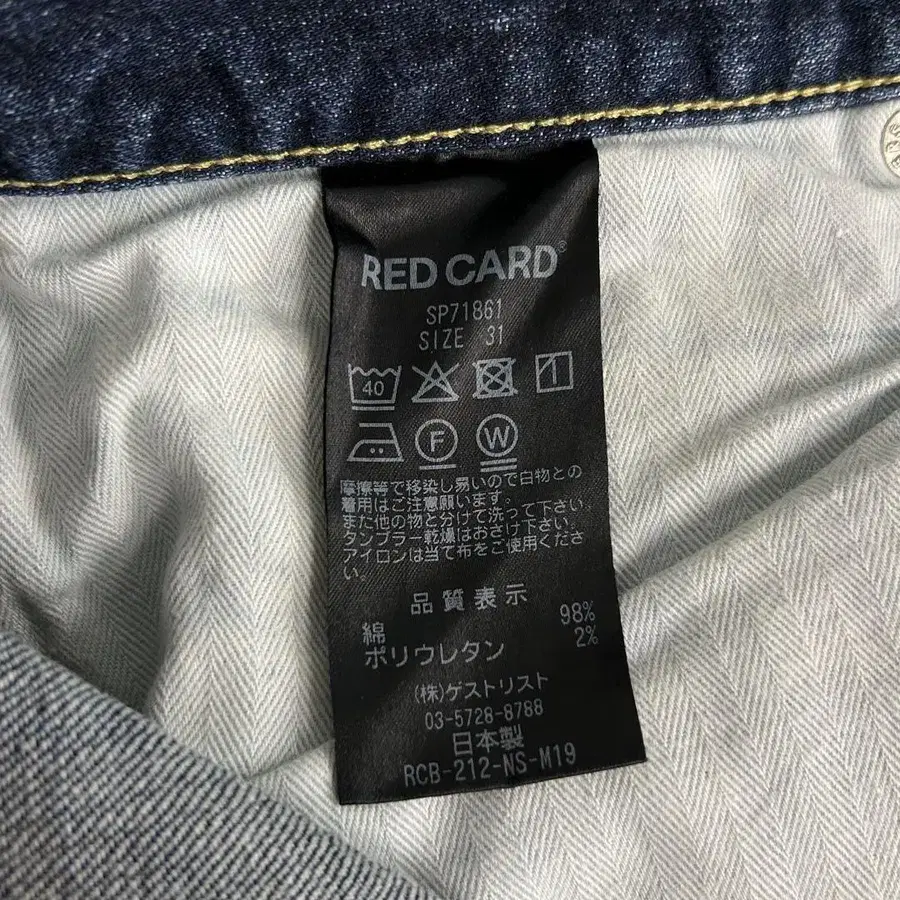 RED CARD®
SP71861
SIZE 31
40
F W
摩擦等で移染し易いので白物との
着用はご注意願います。
また他の物と分けて洗って下さい
タンブラー乾燥はおさけ下さい。
アイロンは当て布をご使用くださ
い。
品質表示
綿 98%
ポリウレタン 2%
(株)ゲストリスト
03-5728-8788
日本製
RCB-212-NS-M19